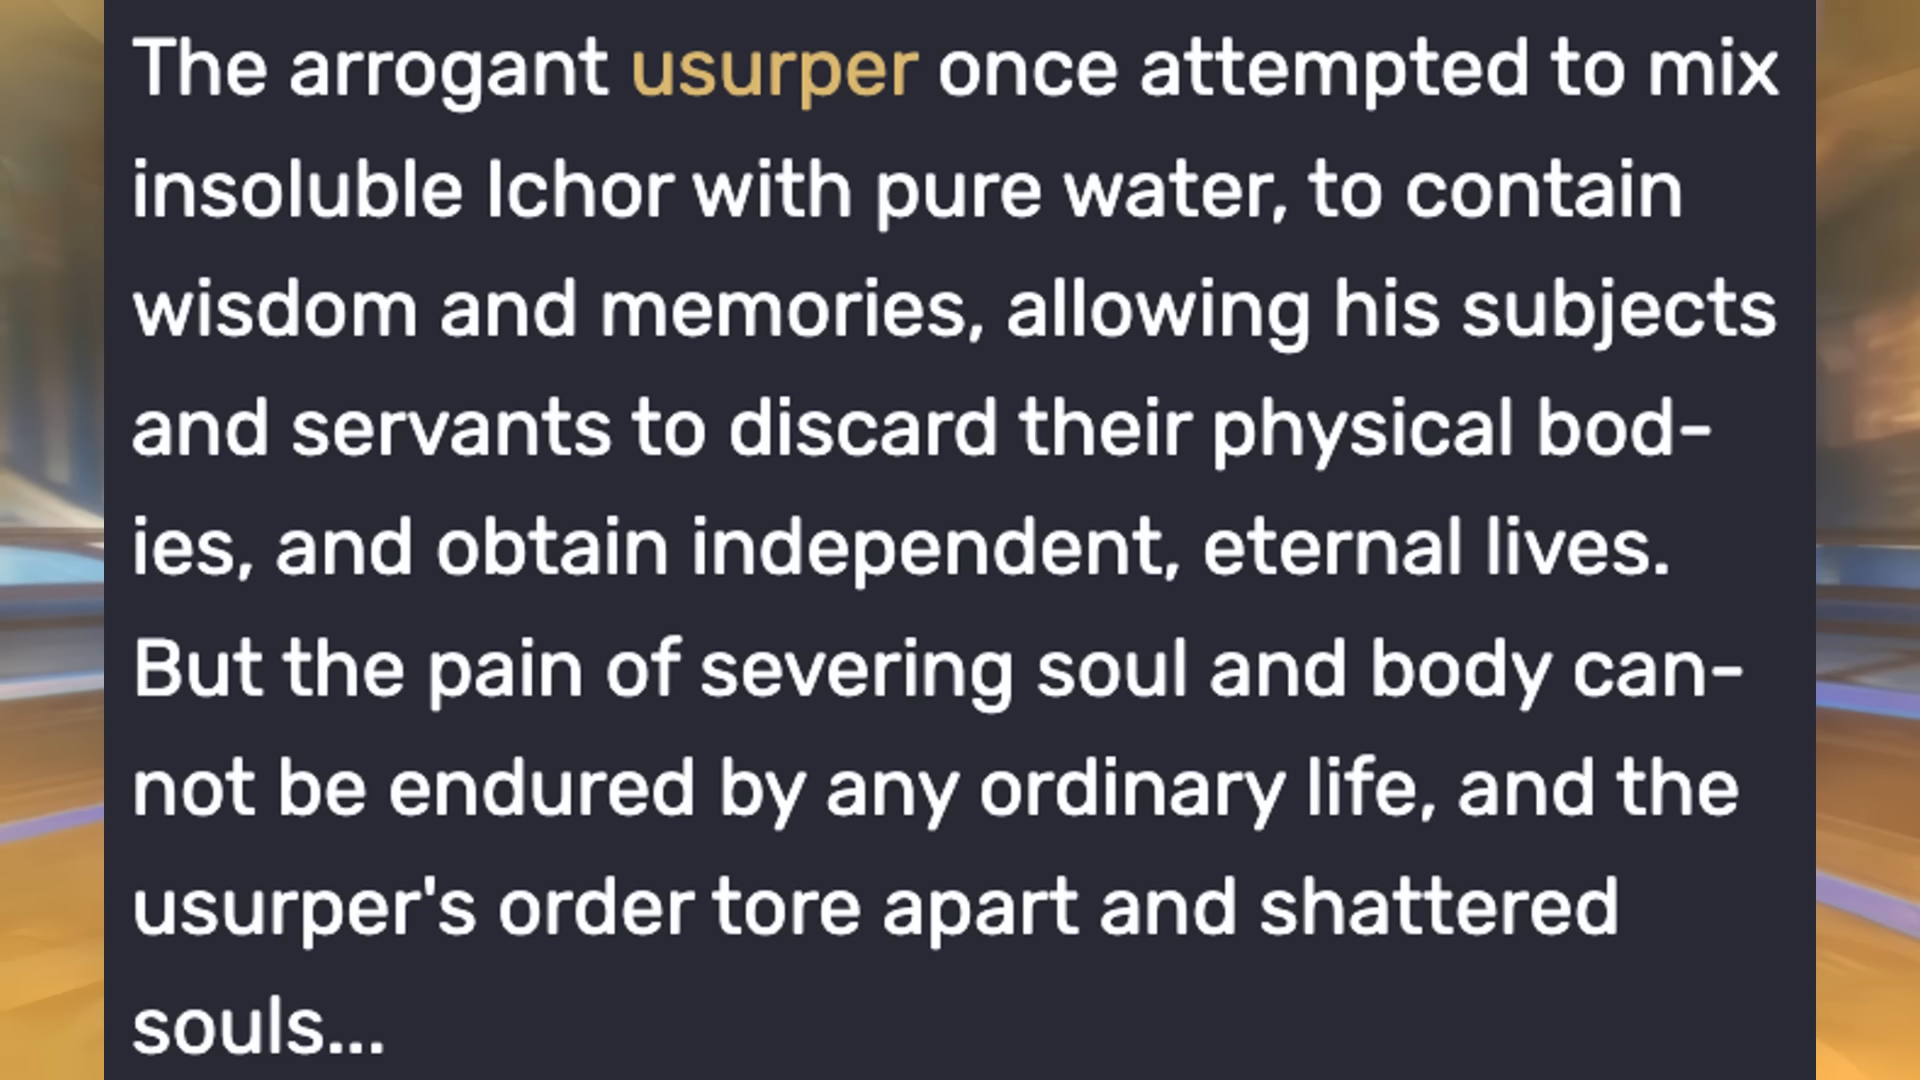 The arrogant usurper once attempted to mix
insoluble Ichor with pure water, to contain
wisdom and memories, allowing his subjects
and servants to discard their physical bod-
ies, and obtain independent, eternal lives.
But the pain of severing soul and body can-
not be endured by any ordinary life, and the
usurper's order tore apart and shattered
souls...